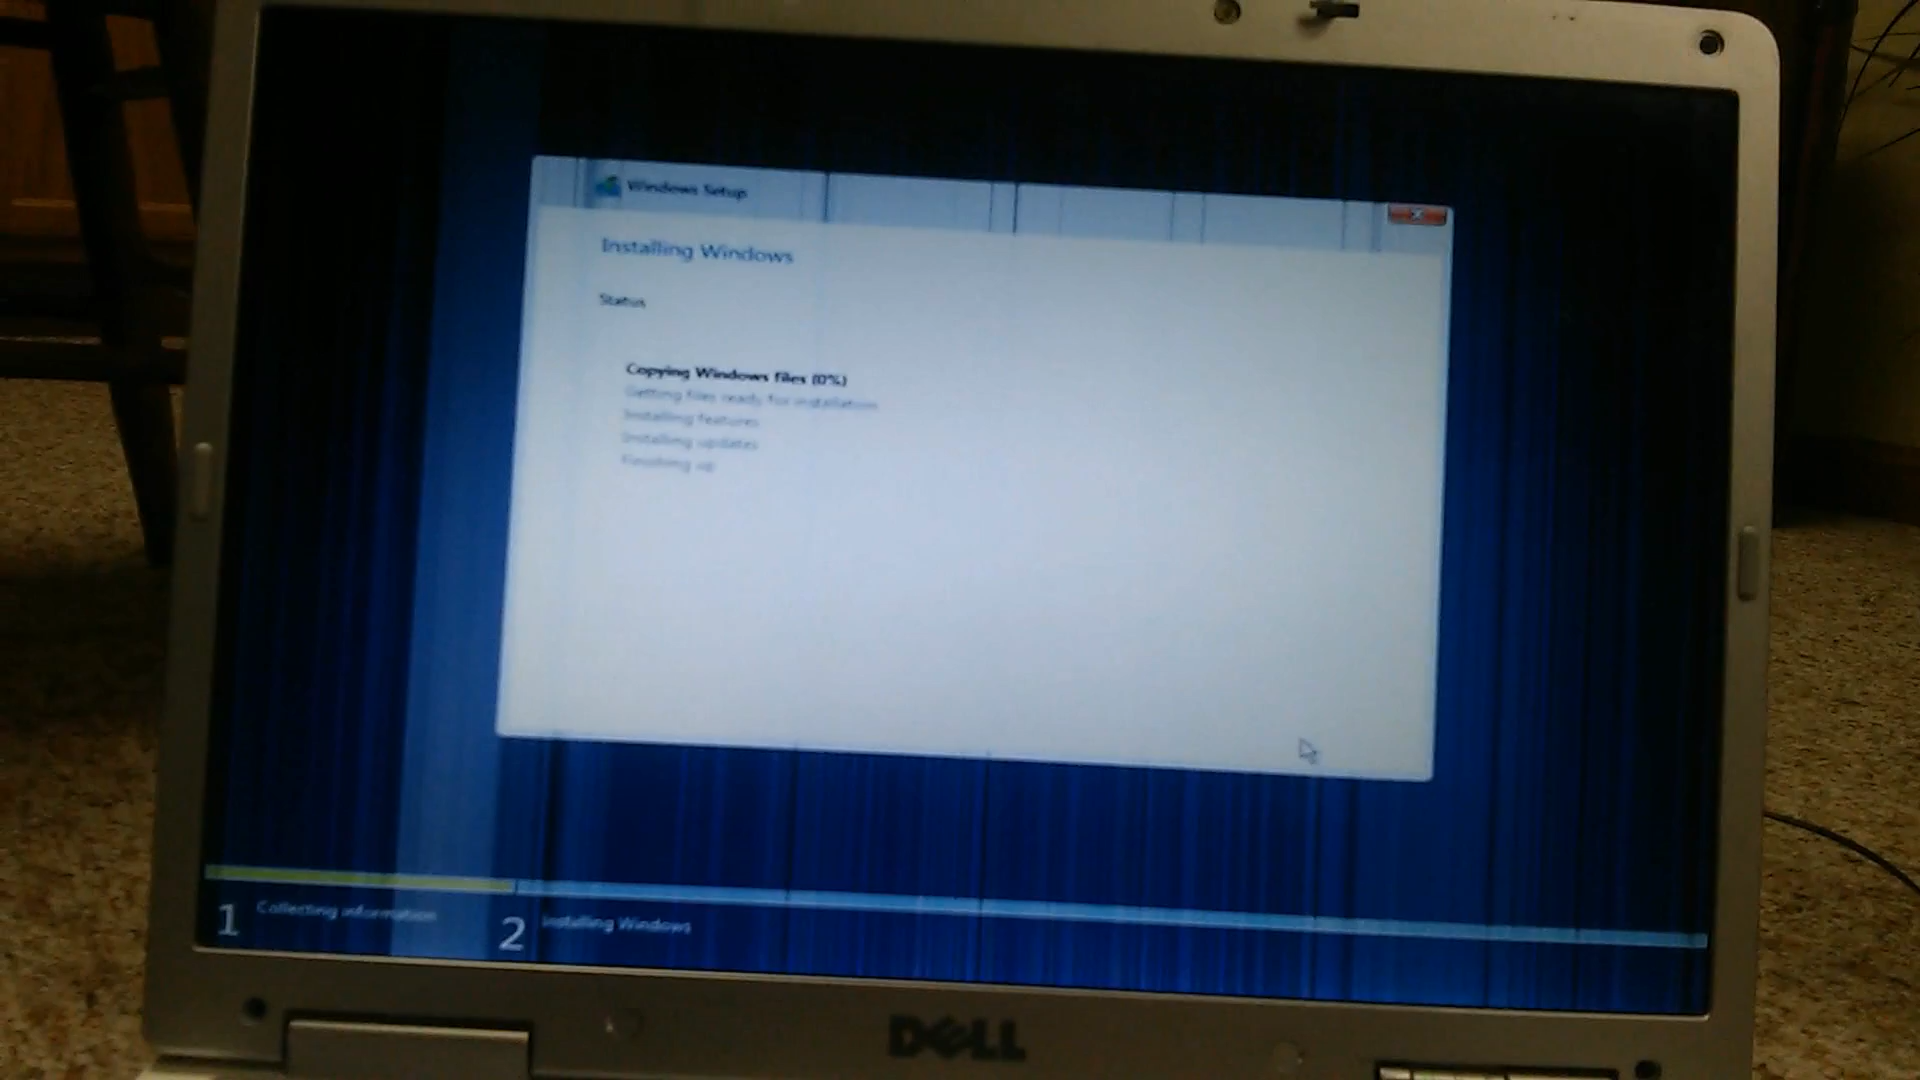 Windows Setup
Installing Windows
Status
Copying Windows files (0%)
Getting files ready for installation
Installing features
Installing updates
Finishing up
1 Collecting information
2 Installing Windows
DELL